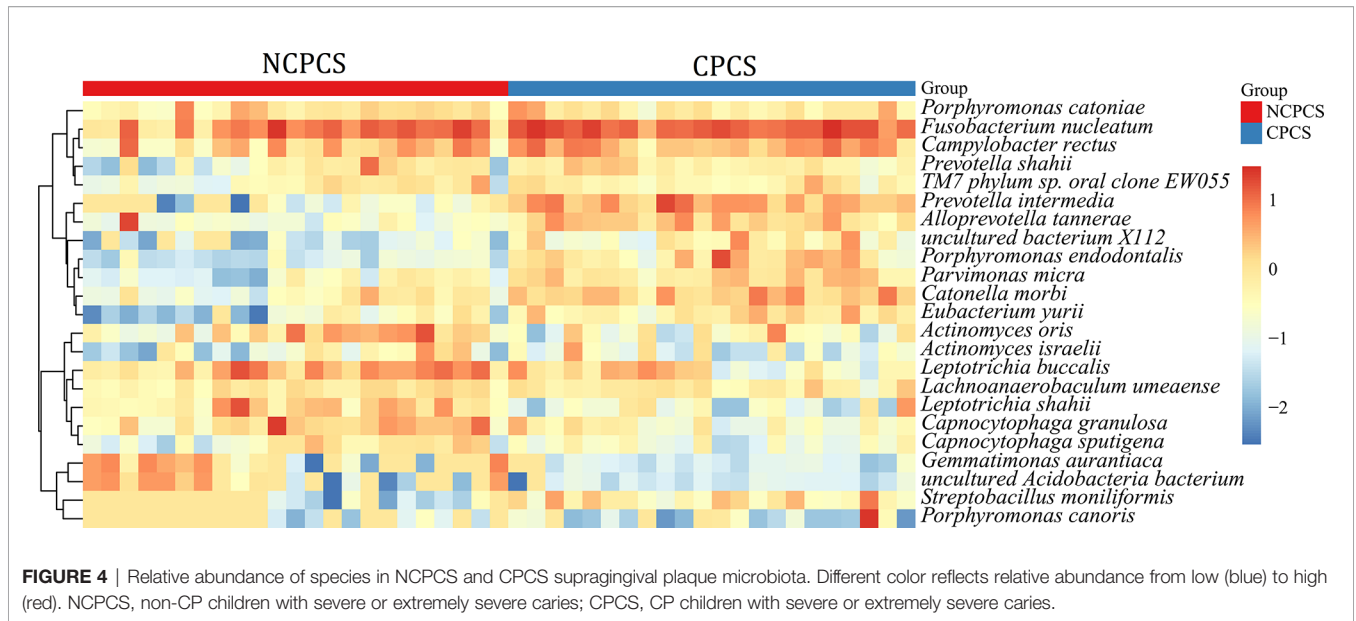 NCPCS
CPCS
Group
Porphyromonas catoniae
Fusobacterium nucleatum
Campylobacter rectus
Prevotella shahii
TM7 phylum sp. oral clone EW055
Prevotella intermedia
Alloprevotella tannerae
uncultured bacterium X112
Porphyromonas endodontalis
Parvimonas micra
Catonella morbi
Eubacterium yurii
Actinomyces oris
Actinomyces israelii
Leptotrichia buccalis
Lachnoanaerobaculum umeaense
Leptotrichia shahii
Capnocytophaga granulosa
Capnocytophaga sputigena
Gemmatimonas aurantiaca
uncultured Acidobacteria bacterium
Streptobacillus moniliformis
Porphyromonas canoris
Group
NCPCS
CPCS
1
0
−1
−2
FIGURE 4 | Relative abundance of species in NCPCS and CPCS supragingival plaque microbiota. Different color reflects relative abundance from low (blue) to high
(red). NCPCS, non-CP children with severe or extremely severe caries; CPCS, CP children with severe or extremely severe caries.